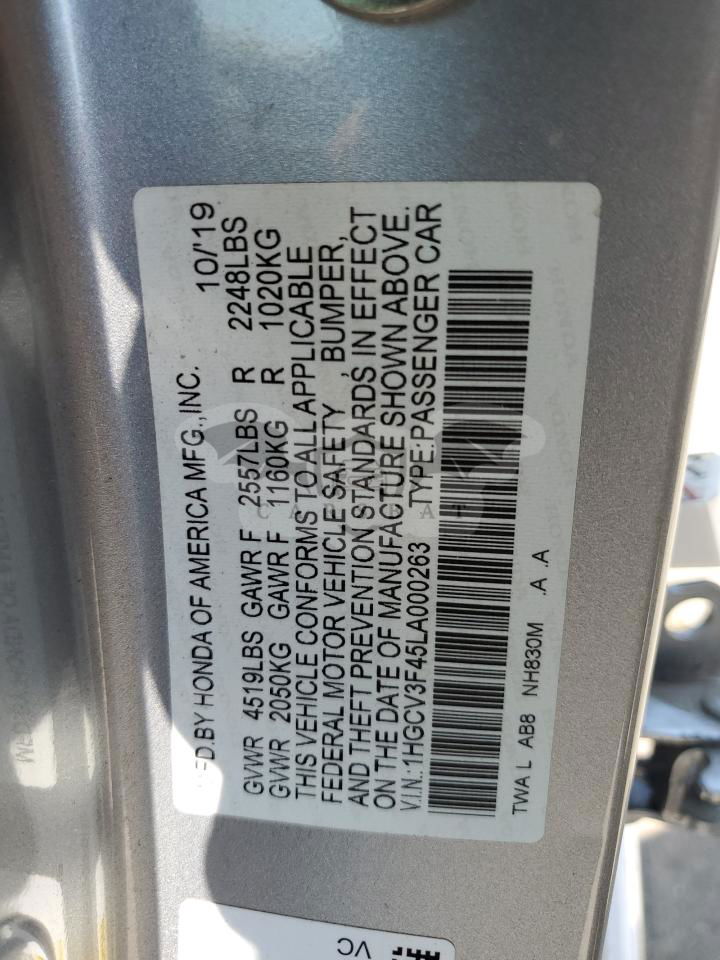 MFD.BY HONDA OF AMERICA MFG.,INC. 10/'19
GVWR 4519LBS GAWR F 2557LBS R 2248LBS
GVWR 2050KG GAWR F 1160KG R 1020KG
THIS VEHICLE CONFORMS TO ALL APPLICABLE
FEDERAL MOTOR VEHICLE SAFETY , BUMPER,
AND THEFT PREVENTION STANDARDS IN EFFECT
ON THE DATE OF MANUFACTURE SHOWN ABOVE.
V.I.N.:1HGCV3F45LA000263 TYPE:PASSENGER CAR
TWA L AB8 NH830M .A .A
VC